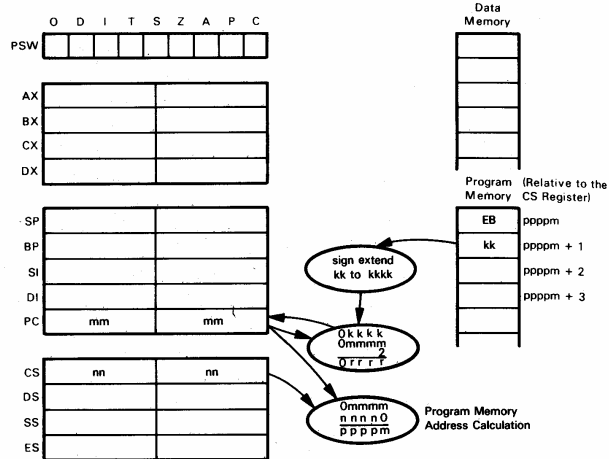 O D I T S Z A P C
PSW
Data
Memory
AX
BX
CX
DX
Program
Memory
(Relative to the
CS Register)
SP
BP
SI
DI
PC mm mm
EB ppppm
kk ppppm + 1
ppppm + 2
ppppm + 3
sign extend
kk to kkkk
0kkkk
0mmmm
2
0rrrr
CS nn nn
DS
SS
ES
0mmmm
nnnn0
ppppm
Program Memory
Address Calculation